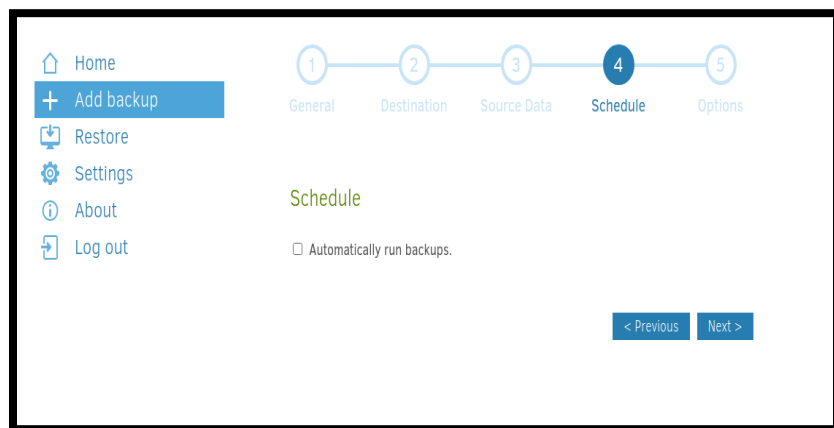 Home
Add backup
Restore
Settings
About
Log out
1 2 3 4 5
General Destination Source Data Schedule Options
Schedule
Automatically run backups.
< Previous Next >